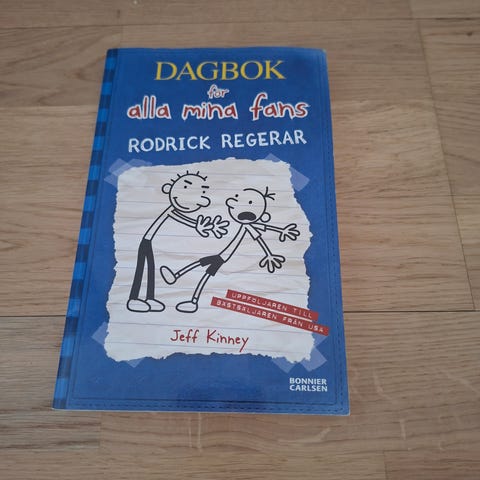 DAGBOK
för
alla mina fans
RODRICK REGERAR
UPPFÖLJAREN TILL
BÄSTSÄLJAREN FRÅN USA
Jeff Kinney
BONNIER
CARLSEN